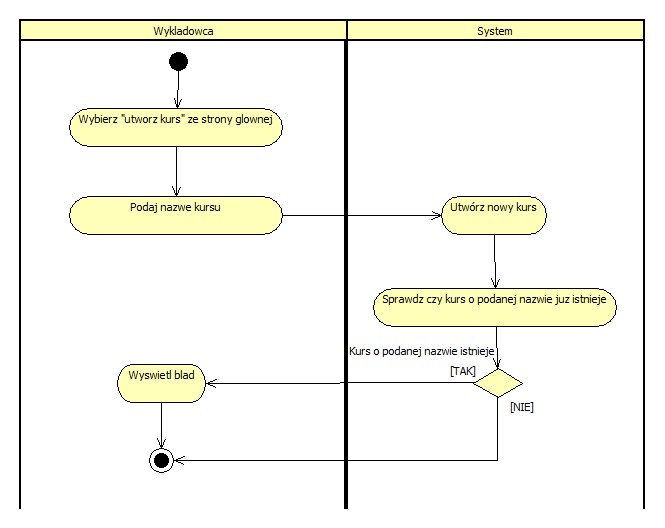 Wykladowca
System
Wybierz "utworz kurs" ze strony glownej
Podaj nazwe kursu
Utwórz nowy kurs
Sprawdz czy kurs o podanej nazwie juz istnieje
Kurs o podanej nazwie istnieje
[TAK]
Wyswietl blad
[NIE]